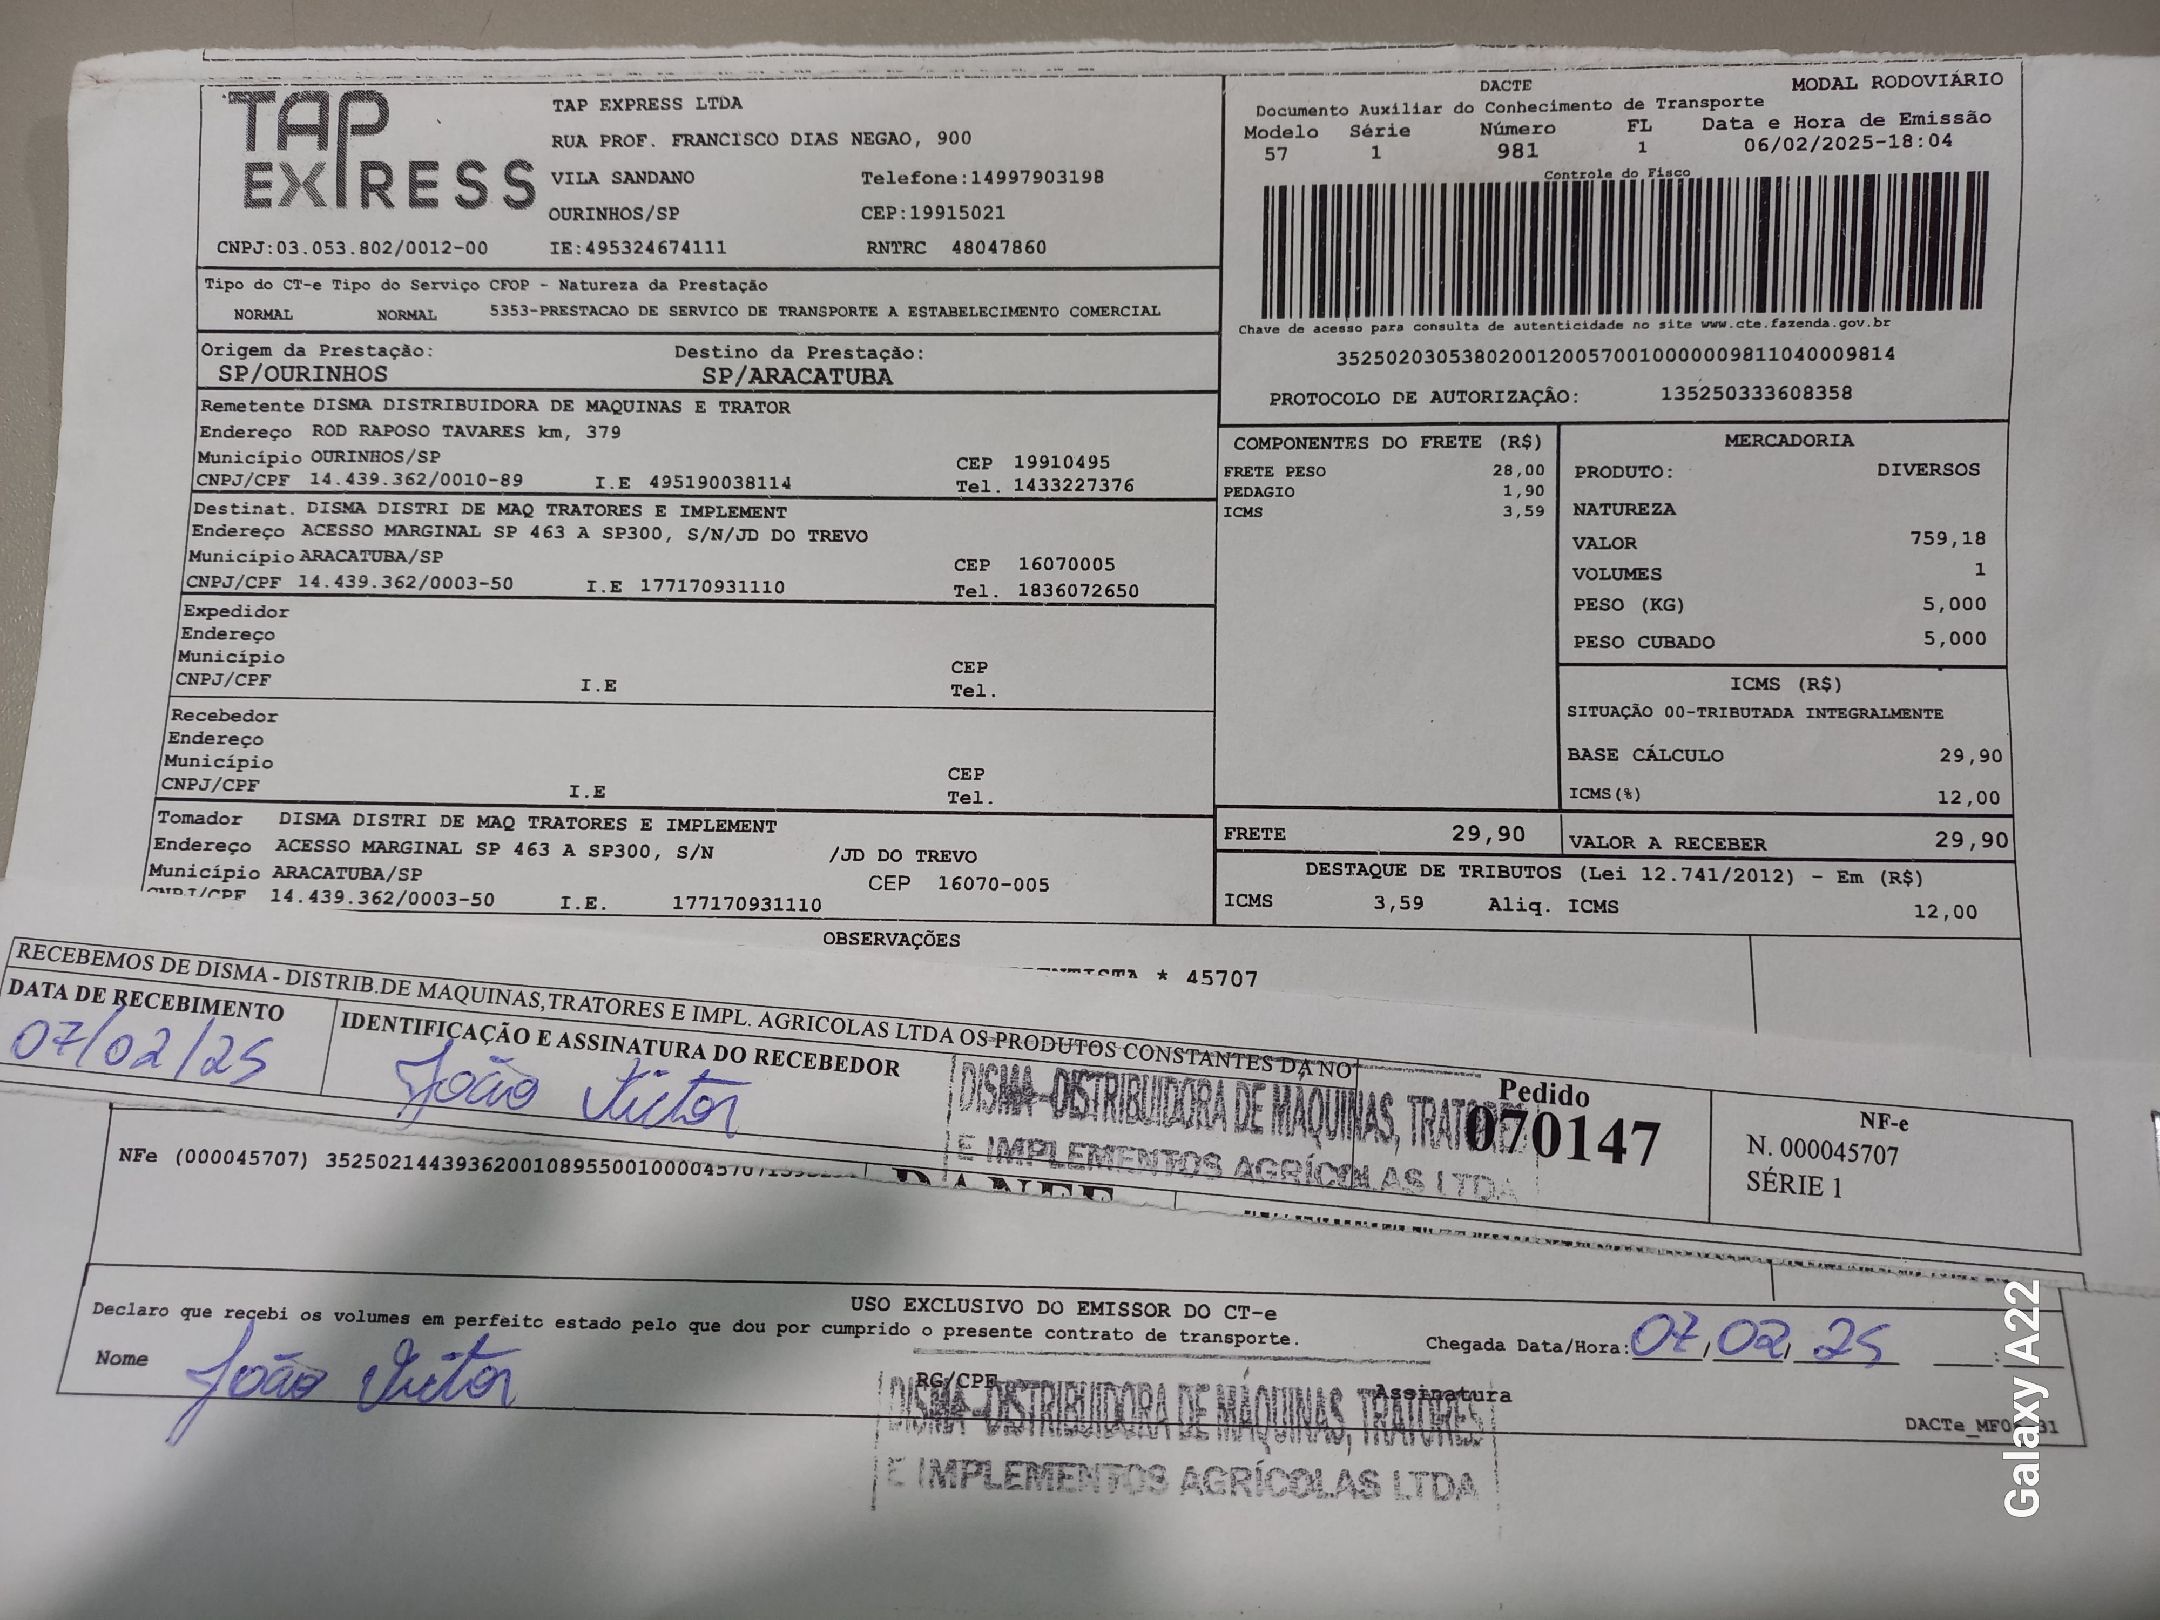 TAP EXPRESS
TAP EXPRESS LTDA
RUA PROF. FRANCISCO DIAS NEGAO, 900
VILA SANDANO Telefone:14997903198
OURINHOS/SP CEP:19915021
CNPJ:03.053.802/0012-00 IE:495324674111 RNTRC 48047860
DACTE MODAL RODOVIÁRIO
Documento Auxiliar do Conhecimento de Transporte
Modelo Série Número FL Data e Hora de Emissão
57 1 981 1 06/02/2025-18:04
Controle do Fisco
Chave de acesso para consulta de autenticidade no site www.cte.fazenda.gov.br
35250203053802001200570010000009811040009814
PROTOCOLO DE AUTORIZAÇÃO: 135250333608358
Tipo do CT-e Tipo do Serviço CFOP - Natureza da Prestação
NORMAL NORMAL 5353-PRESTACAO DE SERVICO DE TRANSPORTE A ESTABELECIMENTO COMERCIAL
Origem da Prestação: Destino da Prestação:
SP/OURINHOS SP/ARACATUBA
Remetente DISMA DISTRIBUIDORA DE MAQUINAS E TRATOR
Endereço ROD RAPOSO TAVARES km, 379
Município OURINHOS/SP CEP 19910495
CNPJ/CPF 14.439.362/0010-89 I.E 495190038114 Tel. 1433227376
Destinat. DISMA DISTRI DE MAQ TRATORES E IMPLEMENT
Endereço ACESSO MARGINAL SP 463 A SP300, S/N/JD DO TREVO
Município ARACATUBA/SP CEP 16070005
CNPJ/CPF 14.439.362/0003-50 I.E 177170931110 Tel. 1836072650
Expedidor
Endereço
Município CEP
CNPJ/CPF I.E Tel.
Recebedor
Endereço
Município CEP
CNPJ/CPF I.E Tel.
Tomador DISMA DISTRI DE MAQ TRATORES E IMPLEMENT
Endereço ACESSO MARGINAL SP 463 A SP300, S/N /JD DO TREVO
Município ARACATUBA/SP CEP 16070-005
CNPJ/CPF 14.439.362/0003-50 I.E. 177170931110
COMPONENTES DO FRETE (R$)
FRETE PESO 28,00
PEDAGIO 1,90
ICMS 3,59
MERCADORIA
PRODUTO: DIVERSOS
NATUREZA
VALOR 759,18
VOLUMES 1
PESO (KG) 5,000
PESO CUBADO 5,000
ICMS (R$)
SITUAÇÃO 00-TRIBUTADA INTEGRALMENTE
BASE CÁLCULO 29,90
ICMS(%) 12,00
FRETE 29,90 VALOR A RECEBER 29,90
DESTAQUE DE TRIBUTOS (Lei 12.741/2012) - Em (R$)
ICMS 3,59 Aliq. ICMS 12,00
OBSERVAÇÕES
* 45707
RECEBEMOS DE DISMA - DISTRIB.DE MAQUINAS,TRATORES E IMPL. AGRICOLAS LTDA OS PRODUTOS CONSTANTES DA NO
DATA DE RECEBIMENTO IDENTIFICAÇÃO E ASSINATURA DO RECEBEDOR
07/02/25 João Victor
DISMA-DISTRIBUIDORA DE MÁQUINAS, TRATORES
E IMPLEMENTOS AGRÍCOLAS LTDA
Pedido
070147
NF-e
N. 000045707
SÉRIE 1
NFe (000045707)
DANFE
USO EXCLUSIVO DO EMISSOR DO CT-e
Declaro que recebi os volumes em perfeito estado pelo que dou por cumprido o presente contrato de transporte.
Chegada Data/Hora: 07/02/25
Nome João Victor RG/CPF Assinatura
DISMA-DISTRIBUIDORA DE MÁQUINAS, TRATORES
E IMPLEMENTOS AGRÍCOLAS LTDA
Galaxy A22